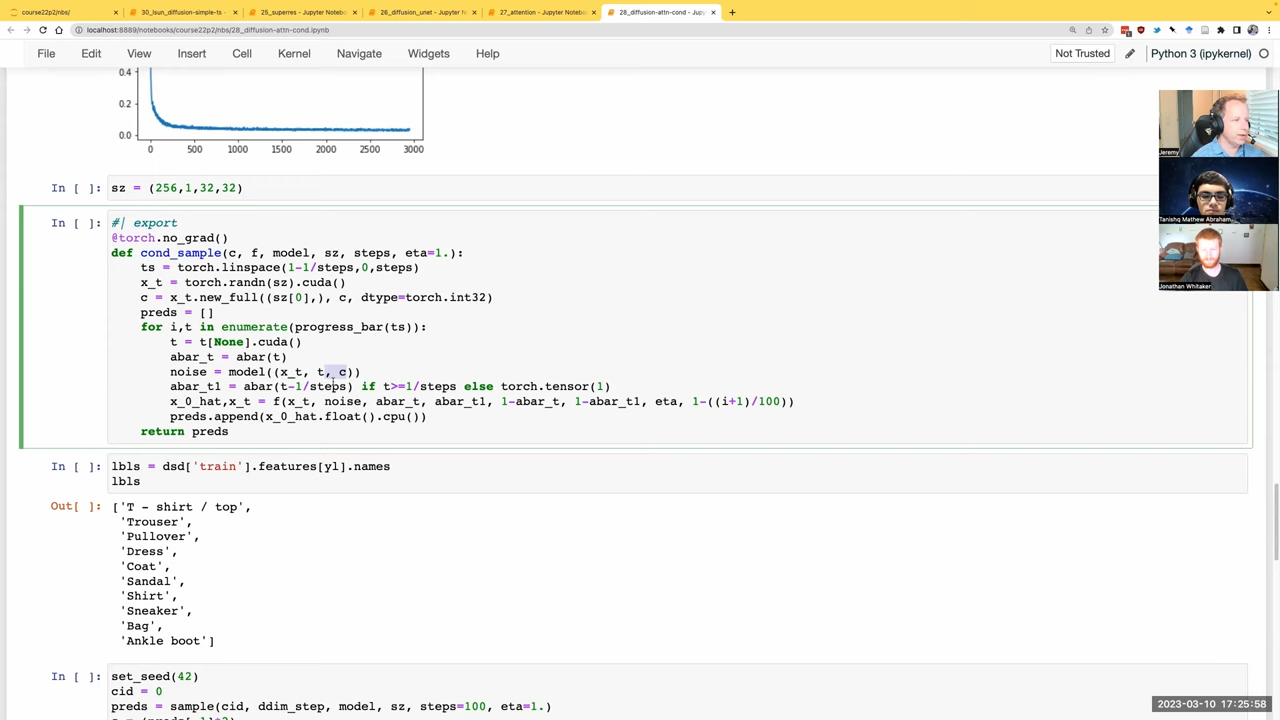 course22p2/nbs/
30_lsun_diffusion-simple-ts -
25_superres - Jupyter Notebo
26_diffusion_unet - Jupyter N
27_attention - Jupyter Notebo
28_diffusion-attn-cond - Jupy
localhost:8889/notebooks/course22p2/nbs/28_diffusion-attn-cond.ipynb
File Edit View Insert Cell Kernel Navigate Widgets Help
Not Trusted
Python 3 (ipykernel)
0.4
0.2
0.0
0 500 1000 1500 2000 2500 3000
In [ ]: sz = (256,1,32,32)
In [ ]: #| export
@torch.no_grad()
def cond_sample(c, f, model, sz, steps, eta=1.):
ts = torch.linspace(1-1/steps,0,steps)
x_t = torch.randn(sz).cuda()
c = x_t.new_full((sz[0],), c, dtype=torch.int32)
preds = []
for i,t in enumerate(progress_bar(ts)):
t = t[None].cuda()
abar_t = abar(t)
noise = model((x_t, t, c))
abar_t1 = abar(t-1/steps) if t>=1/steps else torch.tensor(1)
x_0_hat,x_t = f(x_t, noise, abar_t, abar_t1, 1-abar_t, 1-abar_t1, eta, 1-((i+1)/100))
preds.append(x_0_hat.float().cpu())
return preds
In [ ]: lbls = dsd['train'].features[yl].names
lbls
Out[ ]: ['T - shirt / top',
'Trouser',
'Pullover',
'Dress',
'Coat',
'Sandal',
'Shirt',
'Sneaker',
'Bag',
'Ankle boot']
In [ ]: set_seed(42)
cid = 0
preds = sample(cid, ddim_step, model, sz, steps=100, eta=1.)
Jeremy
Tanishq Mathew Abraham
Jonathan Whitaker
2023-03-10 17:25:58